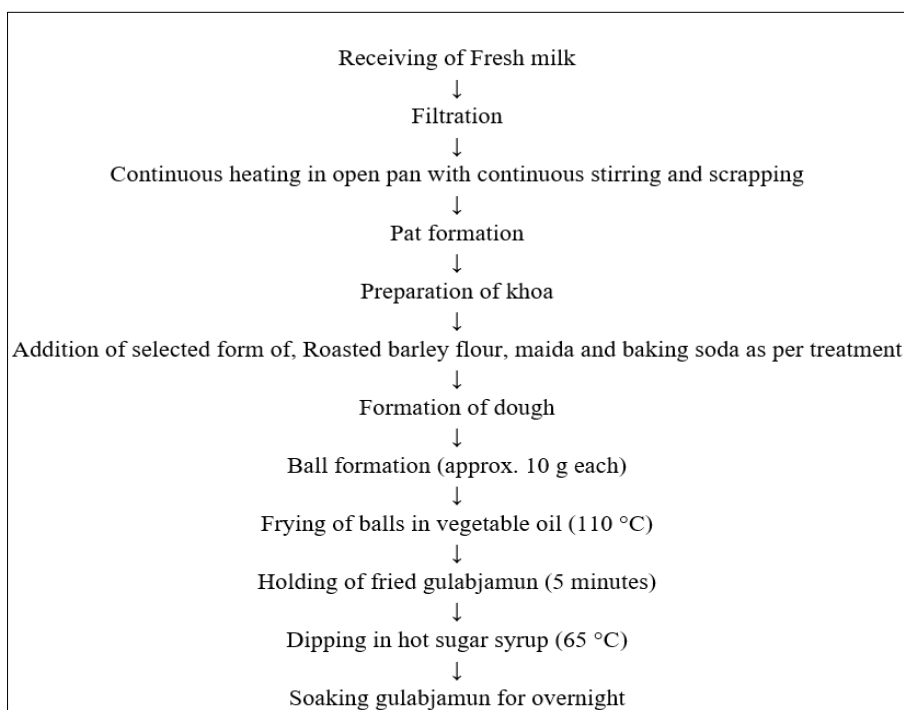 Receiving of Fresh milk
↓
Filtration
↓
Continuous heating in open pan with continuous stirring and scrapping
↓
Pat formation
↓
Preparation of khoa
↓
Addition of selected form of, Roasted barley flour, maida and baking soda as per treatment
↓
Formation of dough
↓
Ball formation (approx. 10 g each)
↓
Frying of balls in vegetable oil (110 °C)
↓
Holding of fried gulabjamun (5 minutes)
↓
Dipping in hot sugar syrup (65 °C)
↓
Soaking gulabjamun for overnight